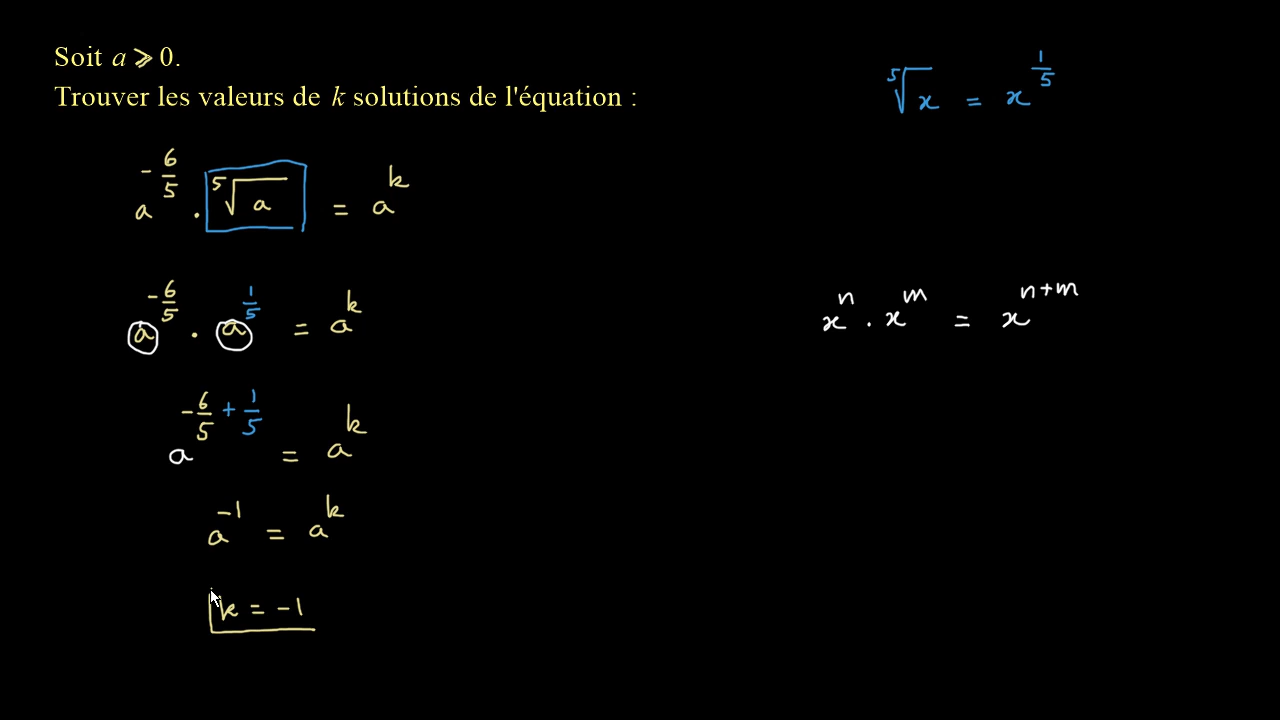 Soit a ⩾ 0.
Trouver les valeurs de k solutions de l'équation :
⁵√x = x^(1/5)
a^(-6/5) · ⁵√a = a^k
a^(-6/5) · a^(1/5) = a^k
x^n · x^m = x^(n+m)
a^(-6/5 + 1/5) = a^k
a^(-1) = a^k
k = -1